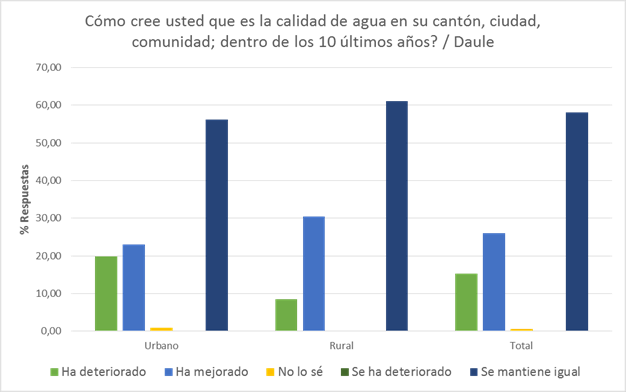 Cómo cree usted que es la calidad de agua en su cantón, ciudad,
comunidad; dentro de los 10 últimos años? / Daule
70,00
60,00
50,00
40,00
30,00
20,00
10,00
0,00
% Respuestas
Urbano Rural Total
Ha deteriorado Ha mejorado No lo sé Se ha deteriorado Se mantiene igual